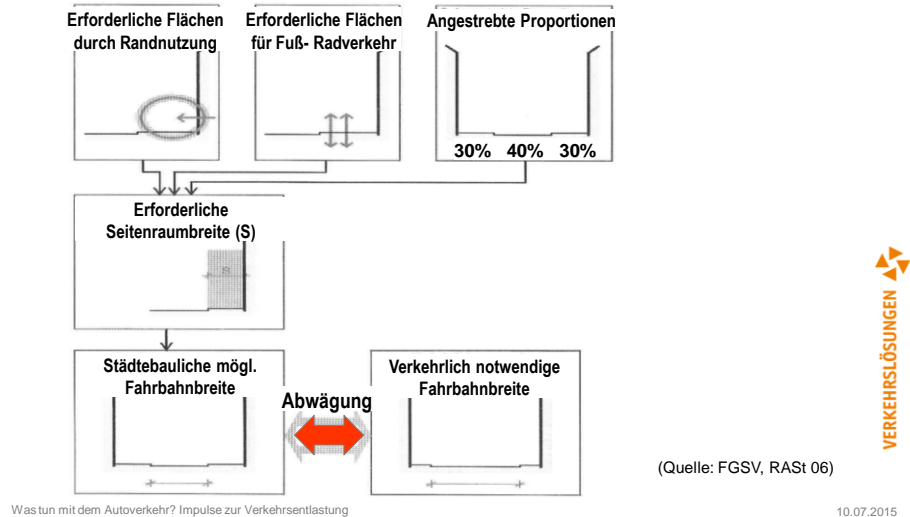 Erforderliche Flächen
durch Randnutzung
Erforderliche Flächen
für Fuß- Radverkehr
Angestrebte Proportionen
30% 40% 30%
Erforderliche
Seitenraumbreite (S)
S
Städtebauliche mögl.
Fahrbahnbreite
Abwägung
Verkehrlich notwendige
Fahrbahnbreite
(Quelle: FGSV, RASt 06)
VERKEHRSLÖSUNGEN
Was tun mit dem Autoverkehr? Impulse zur Verkehrsentlastung
10.07.2015